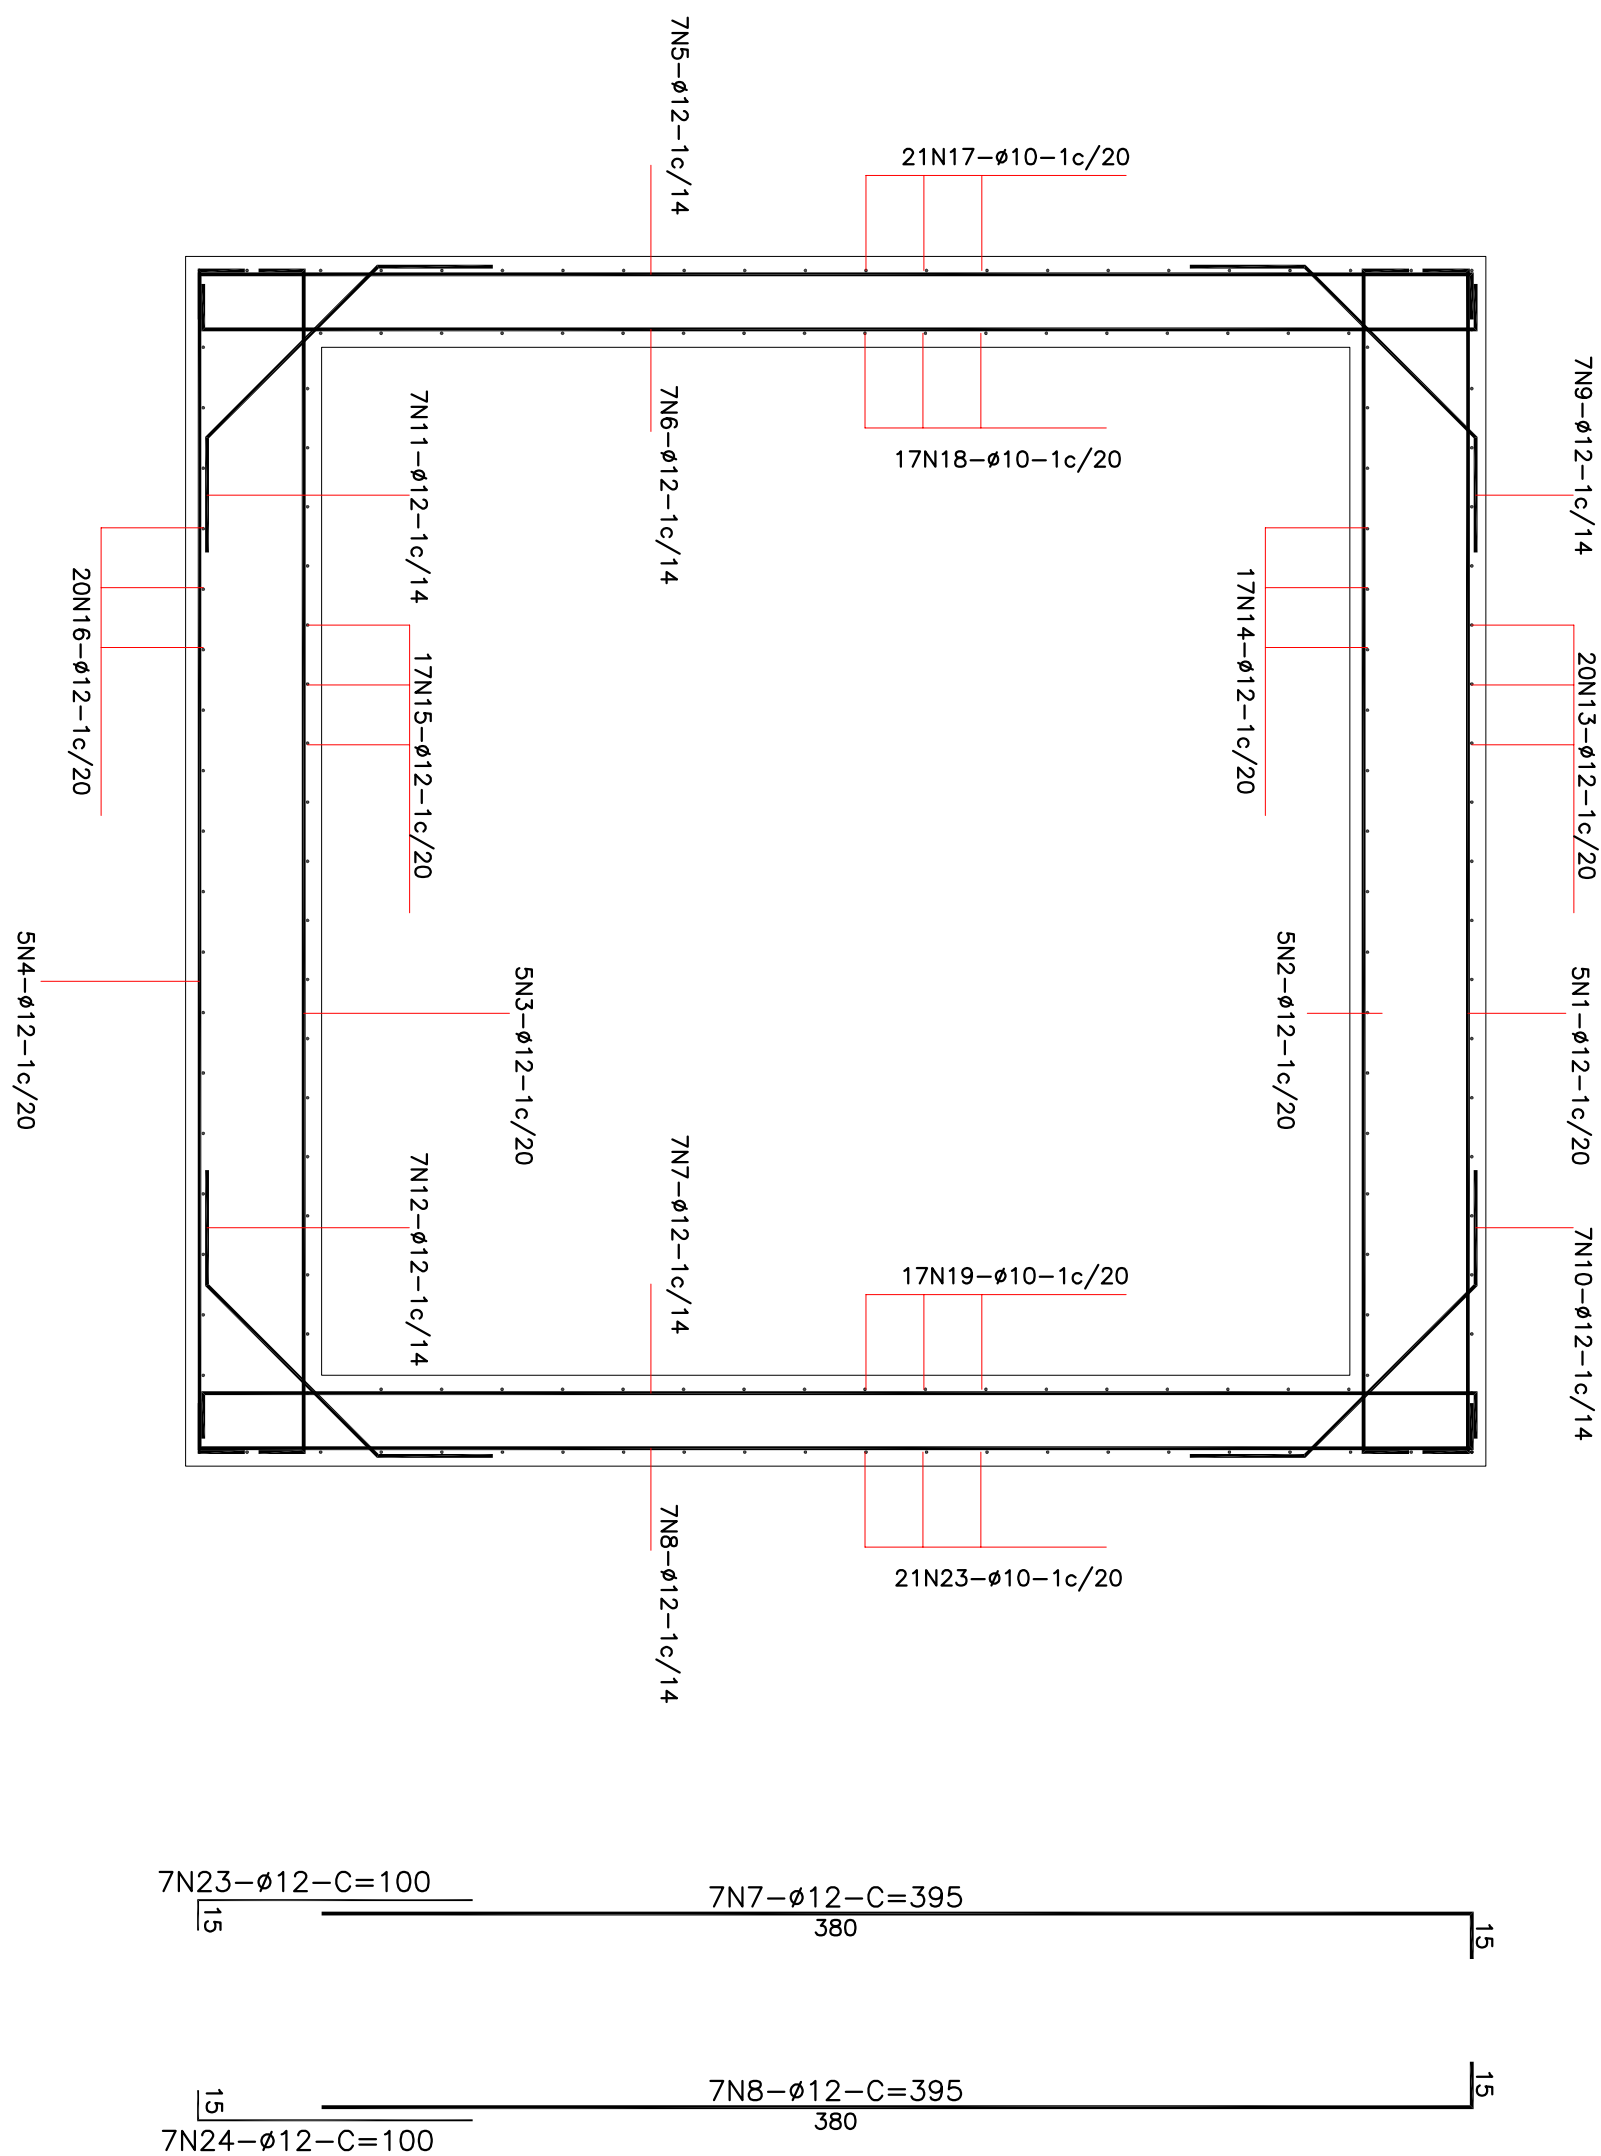 7N5-ø12-1c/14
21N17-ø10-1c/20
7N9-ø12-1c/14
7N11-ø12-1c/14
7N6-ø12-1c/14
17N18-ø10-1c/20
20N16-ø12-1c/20
17N15-ø12-1c/20
17N14-ø12-1c/20
20N13-ø12-1c/20
5N4-ø12-1c/20
5N3-ø12-1c/20
5N2-ø12-1c/20
5N1-ø12-1c/20
7N12-ø12-1c/14
7N7-ø12-1c/14
17N19-ø10-1c/20
7N10-ø12-1c/14
7N8-ø12-1c/14
21N23-ø10-1c/20
7N23-ø12-C=100
15
7N7-ø12-C=395
380
15
15
7N24-ø12-C=100
7N8-ø12-C=395
380
15